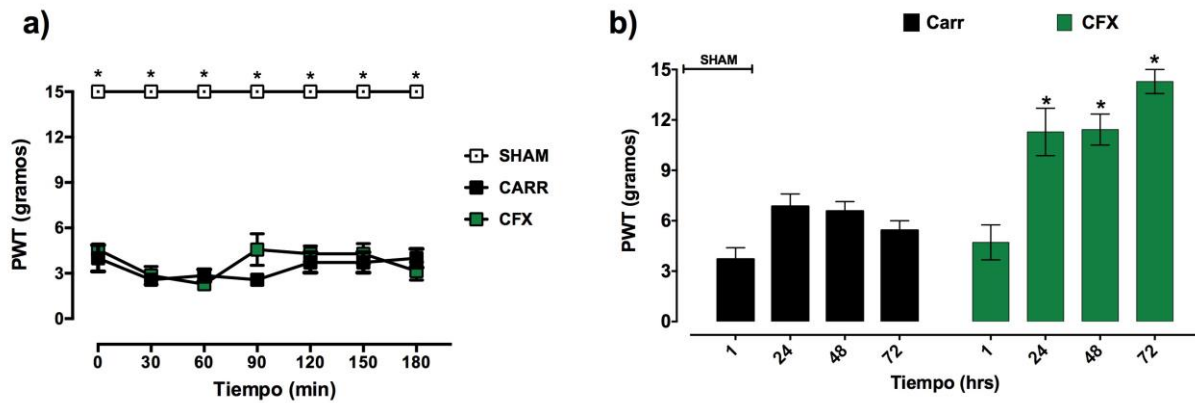 a)
* * * * * * *
15
12
9
6
3
0
PWT (gramos)
0 30 60 90 120 150 180
Tiempo (min)
SHAM
CARR
CFX
b)
Carr CFX
SHAM
* * *
15
12
9
6
3
0
PWT (gramos)
1 24 48 72 1 24 48 72
Tiempo (hrs)